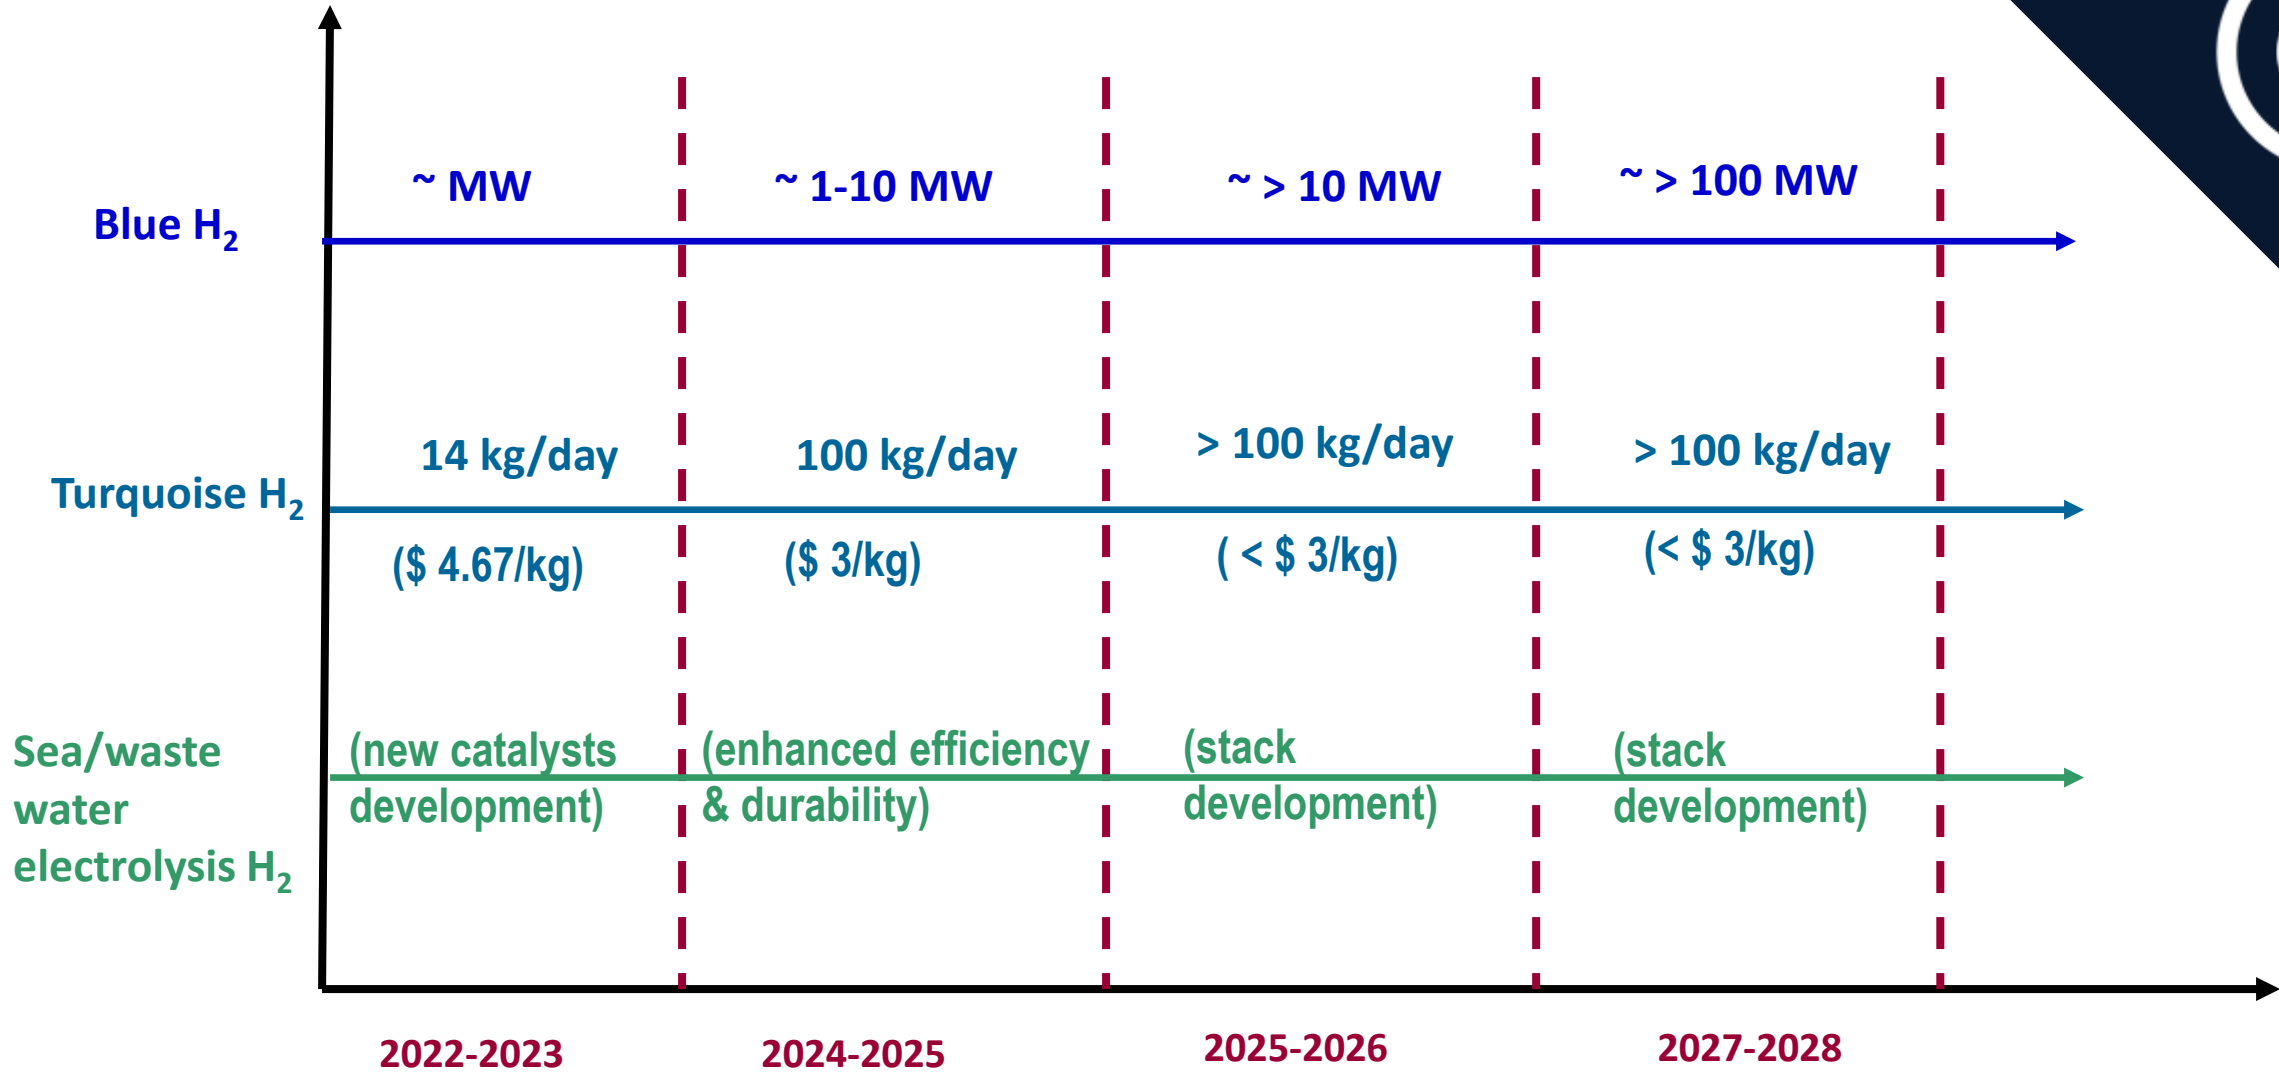 ~ MW
~ 1-10 MW
~ > 10 MW
~ > 100 MW
Blue H₂
14 kg/day
100 kg/day
> 100 kg/day
> 100 kg/day
Turquoise H₂
($ 4.67/kg)
($ 3/kg)
( < $ 3/kg)
(< $ 3/kg)
Sea/waste
water
electrolysis H₂
(new catalysts
development)
(enhanced efficiency
& durability)
(stack
development)
(stack
development)
2022-2023
2024-2025
2025-2026
2027-2028